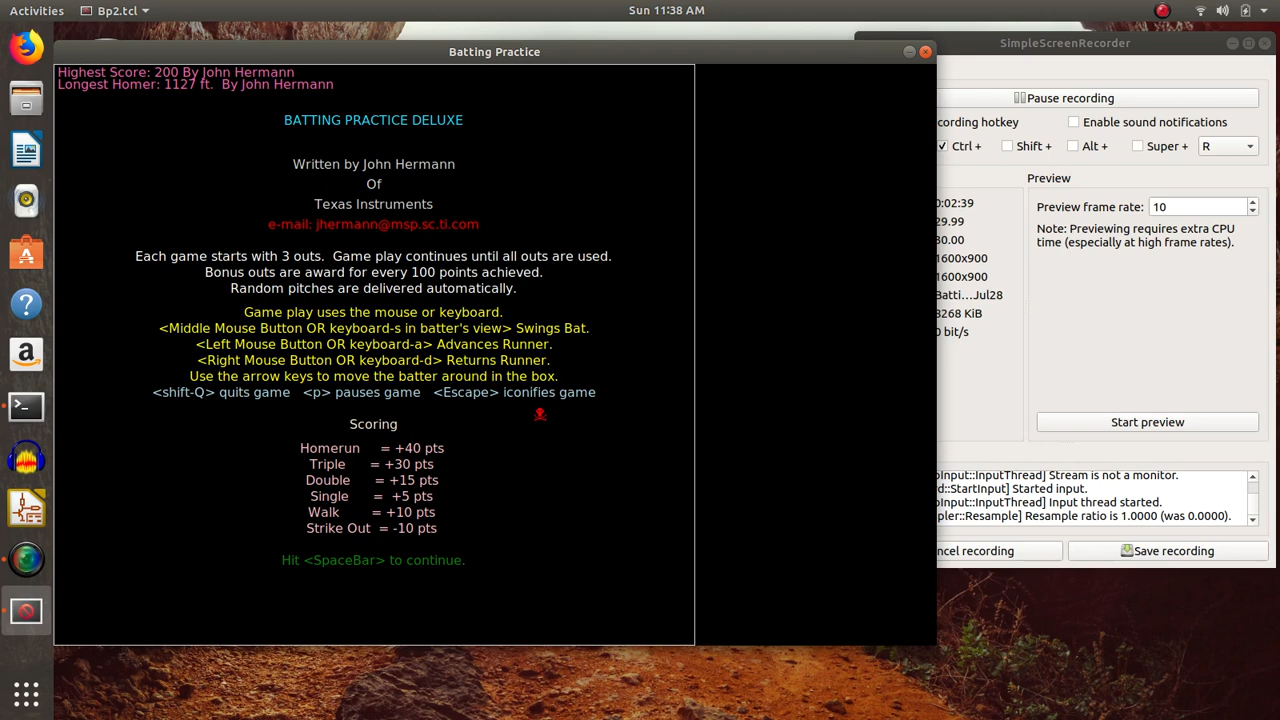 Activities
Bp2.tcl
Sun 11:38 AM
Batting Practice
SimpleScreenRecorder
Highest Score: 200 By John Hermann
Longest Homer: 1127 ft.  By John Hermann
BATTING PRACTICE DELUXE
Written by John Hermann
Of
Texas Instruments
e-mail: jhermann@msp.sc.ti.com
Each game starts with 3 outs.  Game play continues until all outs are used.
Bonus outs are award for every 100 points achieved.
Random pitches are delivered automatically.
Game play uses the mouse or keyboard.
<Middle Mouse Button OR keyboard-s in batter's view> Swings Bat.
<Left Mouse Button OR keyboard-a> Advances Runner.
<Right Mouse Button OR keyboard-d> Returns Runner.
Use the arrow keys to move the batter around in the box.
<shift-Q> quits game   <p> pauses game   <Escape> iconifies game
Scoring
Homerun = +40 pts
Triple = +30 pts
Double = +15 pts
Single = +5 pts
Walk = +10 pts
Strike Out = -10 pts
Hit <SpaceBar> to continue.
Pause recording
cording hotkey
Enable sound notifications
Ctrl +
Shift +
Alt +
Super +
R
Preview
0:02:39
29.99
30.00
1600x900
1600x900
Batti…Jul28
8268 KiB
0 bit/s
Preview frame rate: 10
Note: Previewing requires extra CPU
time (especially at high frame rates).
Start preview
oInput::InputThread] Stream is not a monitor.
d::StartInput] Started input.
oInput::InputThread] Input thread started.
pler::Resample] Resample ratio is 1.0000 (was 0.0000).
ncel recording
Save recording